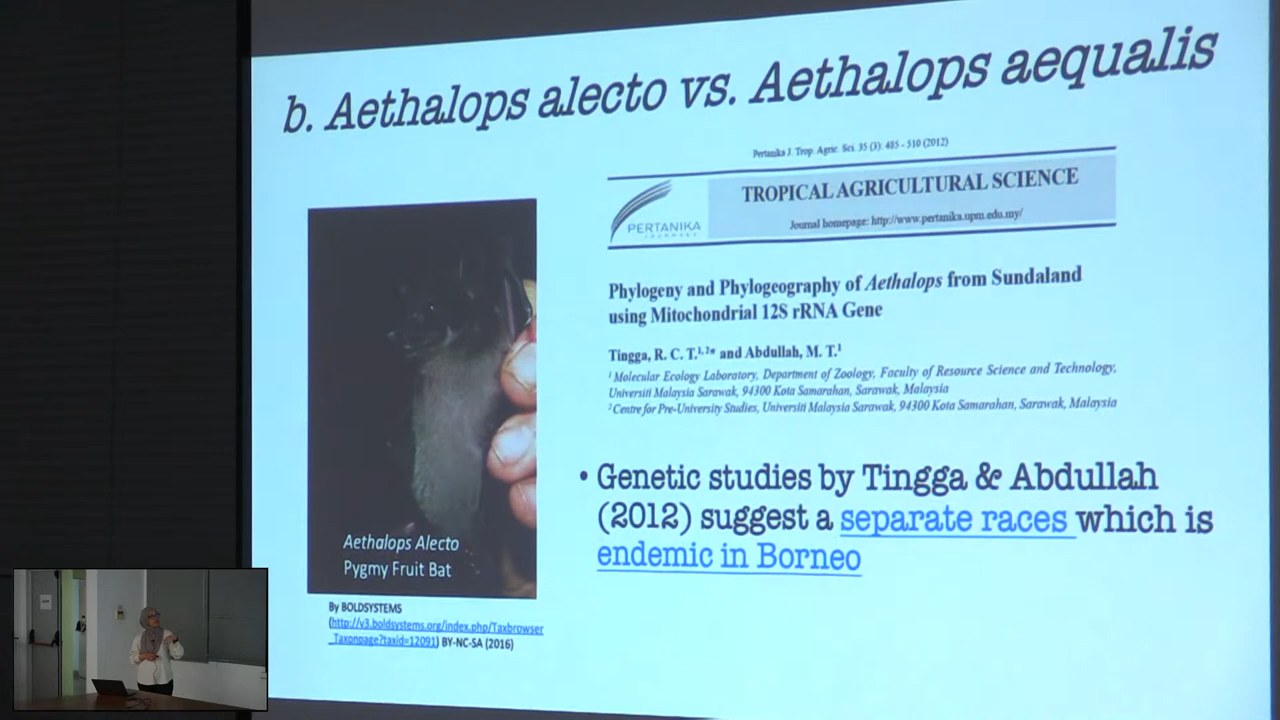 b. Aethalops alecto vs. Aethalops aequalis
Pertanika J. Trop. Agric. Sci. 35 (3): 485 - 510 (2012)
PERTANIKA
JOURNALS
TROPICAL AGRICULTURAL SCIENCE
Journal homepage: http://www.pertanika.upm.edu.my/
Phylogeny and Phylogeography of Aethalops from Sundaland
using Mitochondrial 12S rRNA Gene
Tingga, R. C. T.1,2* and Abdullah, M. T.1
1 Molecular Ecology Laboratory, Department of Zoology, Faculty of Resource Science and Technology,
Universiti Malaysia Sarawak, 94300 Kota Samarahan, Sarawak, Malaysia
2 Centre for Pre-University Studies, Universiti Malaysia Sarawak, 94300 Kota Samarahan, Sarawak, Malaysia
• Genetic studies by Tingga & Abdullah
(2012) suggest a separate races which is
endemic in Borneo
Aethalops Alecto
Pygmy Fruit Bat
By BOLDSYSTEMS
(http://v3.boldsystems.org/index.php/Taxbrowser
_Taxonpage?taxid=12091) BY-NC-SA (2016)